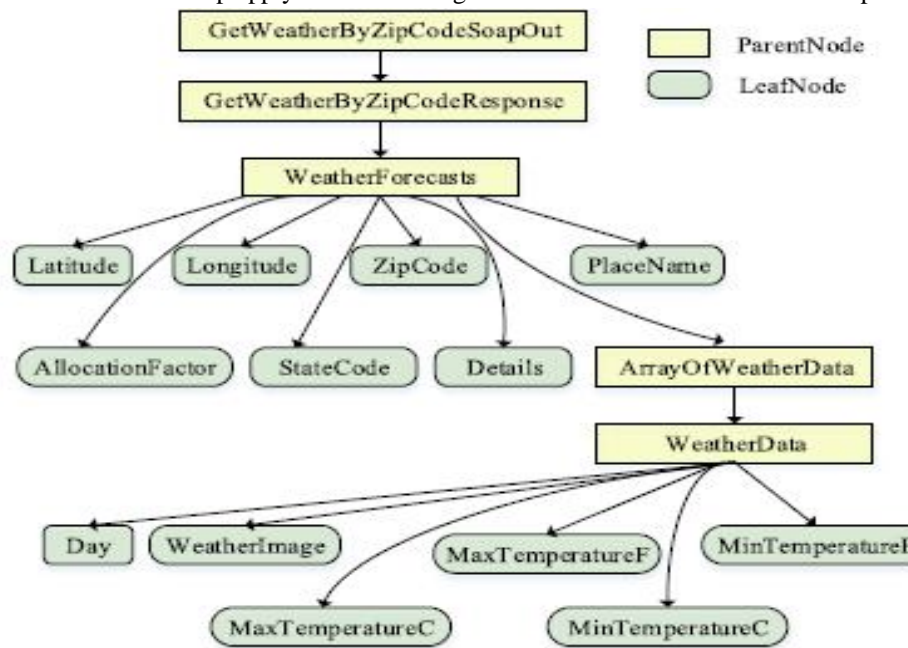 GetWeatherByZipCodeSoapOut
ParentNode
LeafNode
GetWeatherByZipCodeResponse
WeatherForecasts
Latitude
Longitude
ZipCode
PlaceName
AllocationFactor
StateCode
Details
ArrayOfWeatherData
WeatherData
Day
WeatherImage
MaxTemperatureF
MaxTemperatureC
MinTemperatureC